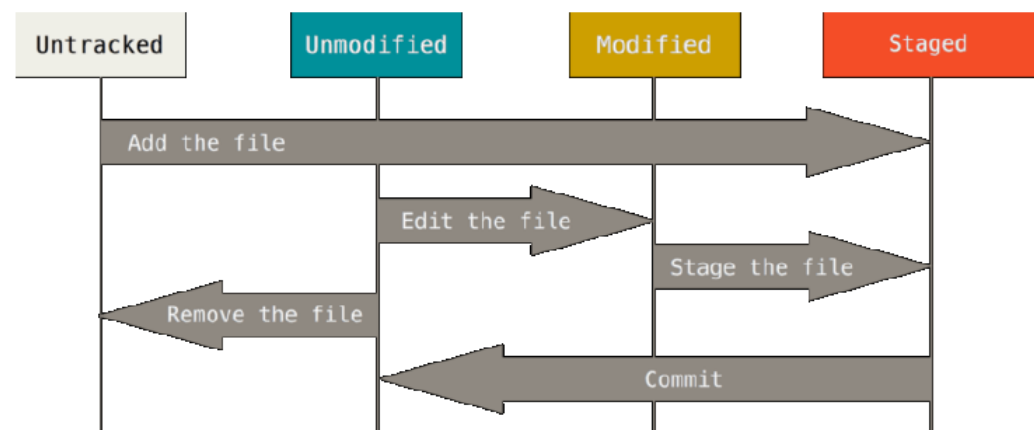 Untracked
Unmodified
Modified
Staged
Add the file
Edit the file
Stage the file
Remove the file
Commit